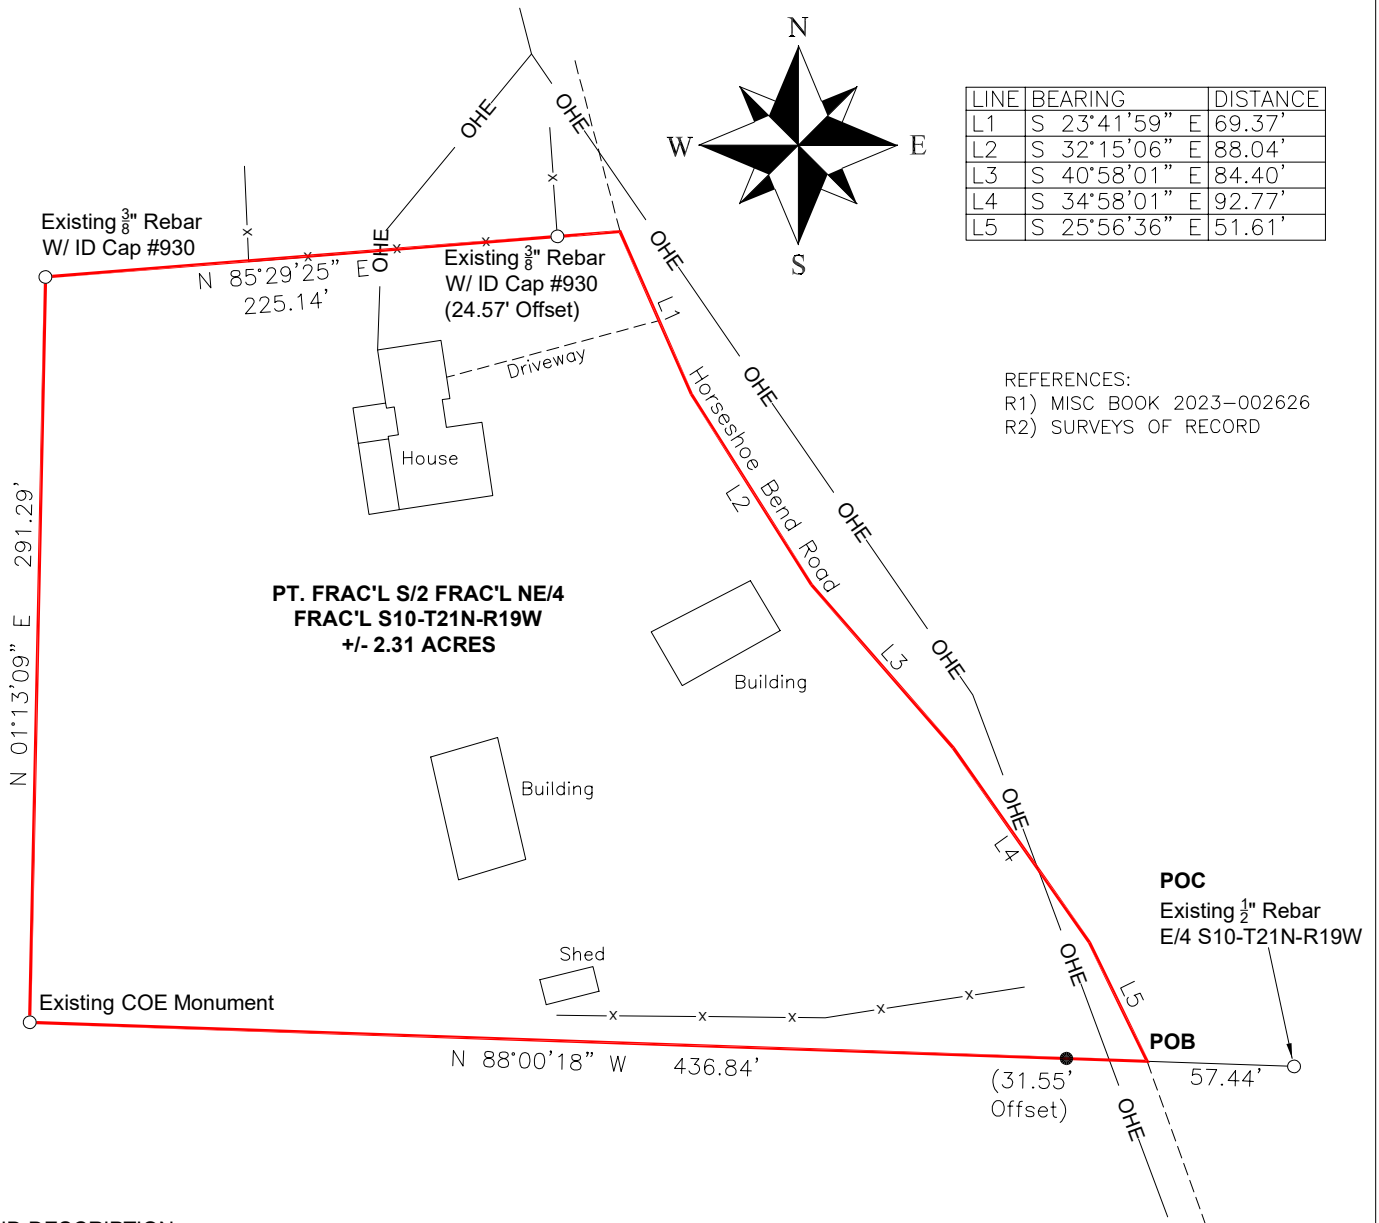 N
W
E
S
LINE BEARING DISTANCE
L1 S 23°41'59" E 69.37'
L2 S 32°15'06" E 88.04'
L3 S 40°58'01" E 84.40'
L4 S 34°58'01" E 92.77'
L5 S 25°56'36" E 51.61'
OHE
OHE
OHE
OHE
Existing 3/8" Rebar
W/ ID Cap #930
x
x
x
x
x
x
N 85°29'25" E
225.14'
Existing 3/8" Rebar
W/ ID Cap #930
(24.57' Offset)
L1
Driveway
OHE
REFERENCES:
R1) MISC BOOK 2023-002626
R2) SURVEYS OF RECORD
House
Horseshoe Bend Road
L2
OHE
N 01°13'09" E 291.29'
PT. FRAC'L S/2 FRAC'L NE/4
FRAC'L S10-T21N-R19W
+/- 2.31 ACRES
L3
OHE
Building
Building
OHE
L4
POC
Existing 1/2" Rebar
E/4 S10-T21N-R19W
Shed
OHE
L5
x
x
x
x
x
Existing COE Monument
POB
N 88°00'18" W 436.84'
(31.55'
Offset)
57.44'
OHE